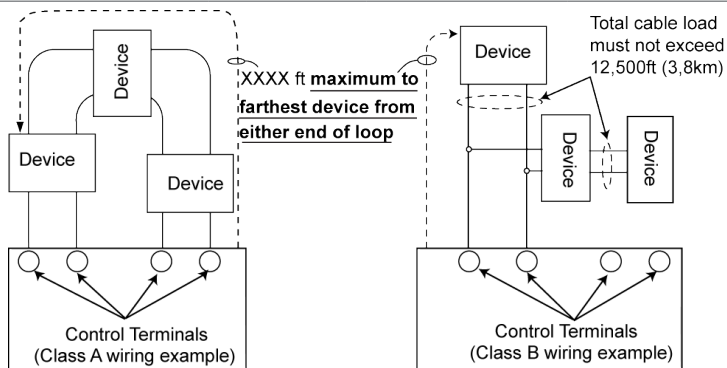 Device
Device
Device
XXXX ft maximum to
farthest device from
either end of loop
Control Terminals
(Class A wiring example)
Device
Total cable load
must not exceed
12,500ft (3,8km)
Device
Device
Control Terminals
(Class B wiring example)